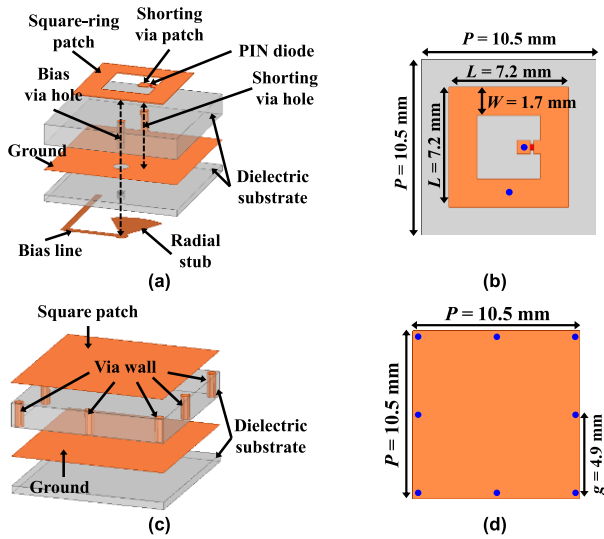 Square-ring
patch
Shorting
via patch
PIN diode
Bias
via hole
Shorting
via hole
Ground
Dielectric
substrate
Bias line
Radial
stub
(a)
P = 10.5 mm
L = 7.2 mm
W = 1.7 mm
P = 10.5 mm
L = 7.2 mm
(b)
Square patch
Via wall
Dielectric
substrate
Ground
(c)
P = 10.5 mm
P = 10.5 mm
g = 4.9 mm
(d)